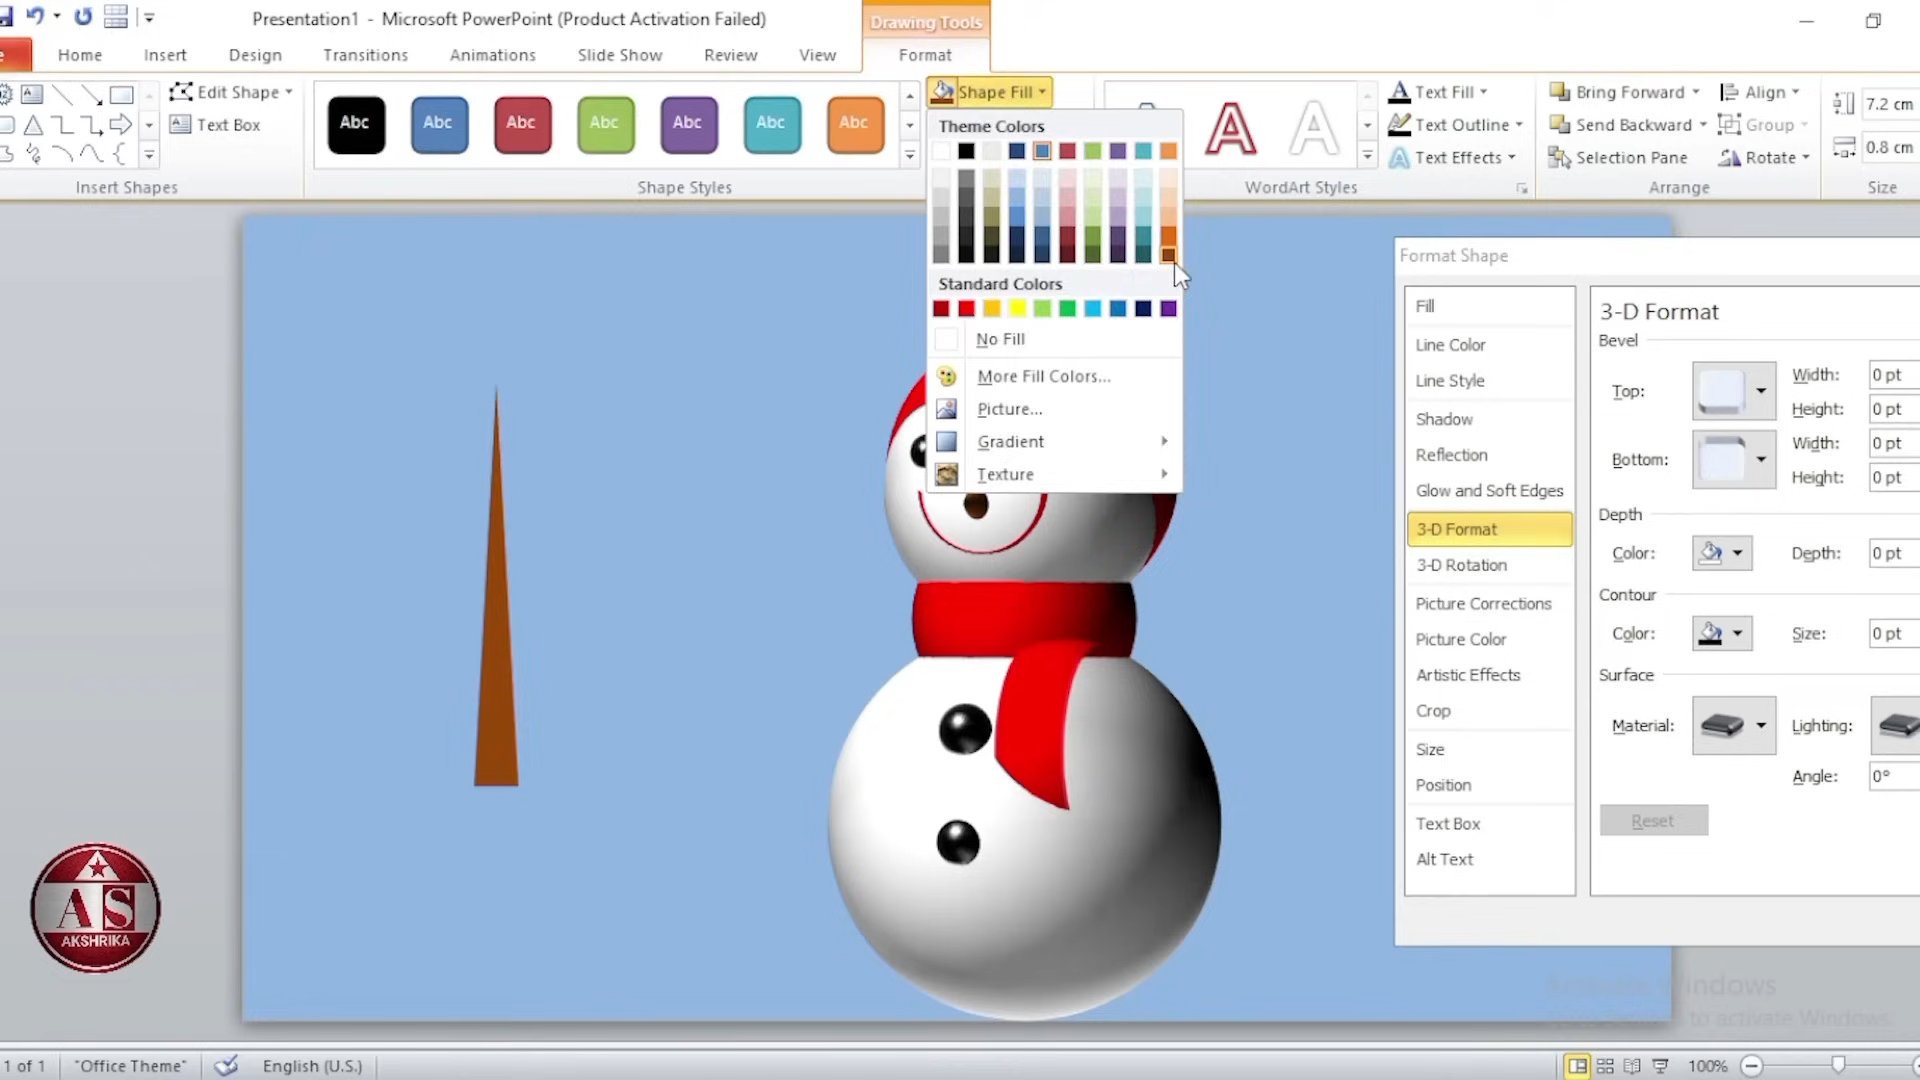 Presentation1 - Microsoft PowerPoint (Product Activation Failed)
Drawing Tools
Home Insert Design Transitions Animations Slide Show Review View Format
Edit Shape
Text Box
Insert Shapes
Abc Abc Abc Abc Abc Abc Abc
Shape Styles
Shape Fill
Theme Colors
Standard Colors
No Fill
More Fill Colors...
Picture...
Gradient
Texture
WordArt Styles
Text Fill
Text Outline
Text Effects
Bring Forward
Send Backward
Selection Pane
Align
Group
Rotate
Arrange
7.2 cm
0.8 cm
Size
Format Shape
Fill
Line Color
Line Style
Shadow
Reflection
Glow and Soft Edges
3-D Format
3-D Rotation
Picture Corrections
Picture Color
Artistic Effects
Crop
Size
Position
Text Box
Alt Text
3-D Format
Bevel
Top: Width: 0 pt
Height: 0 pt
Bottom: Width: 0 pt
Height: 0 pt
Depth
Color: Depth: 0 pt
Contour
Color: Size: 0 pt
Surface
Material: Lighting:
Angle: 0°
Reset
AS
AKSHRIKA
Windows
to activate Windows.
1 of 1 "Office Theme" English (U.S.) 100%